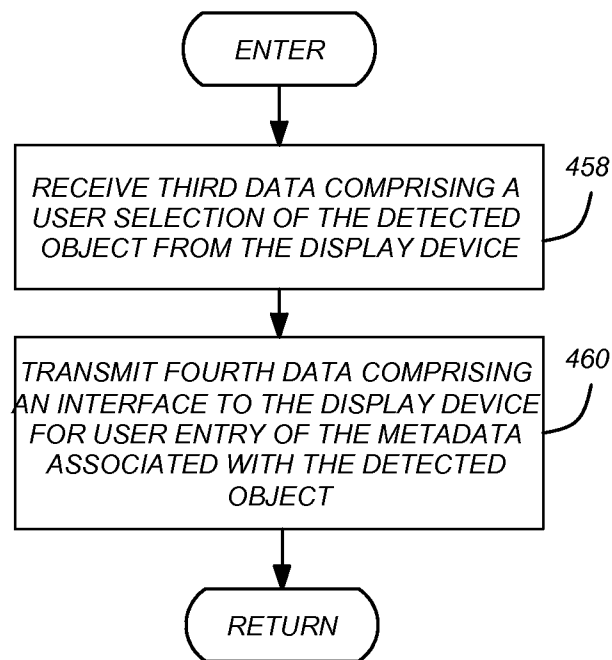 ENTER
RECEIVE THIRD DATA COMPRISING A
USER SELECTION OF THE DETECTED
OBJECT FROM THE DISPLAY DEVICE
458
TRANSMIT FOURTH DATA COMPRISING
AN INTERFACE TO THE DISPLAY DEVICE
FOR USER ENTRY OF THE METADATA
ASSOCIATED WITH THE DETECTED
OBJECT
460
RETURN